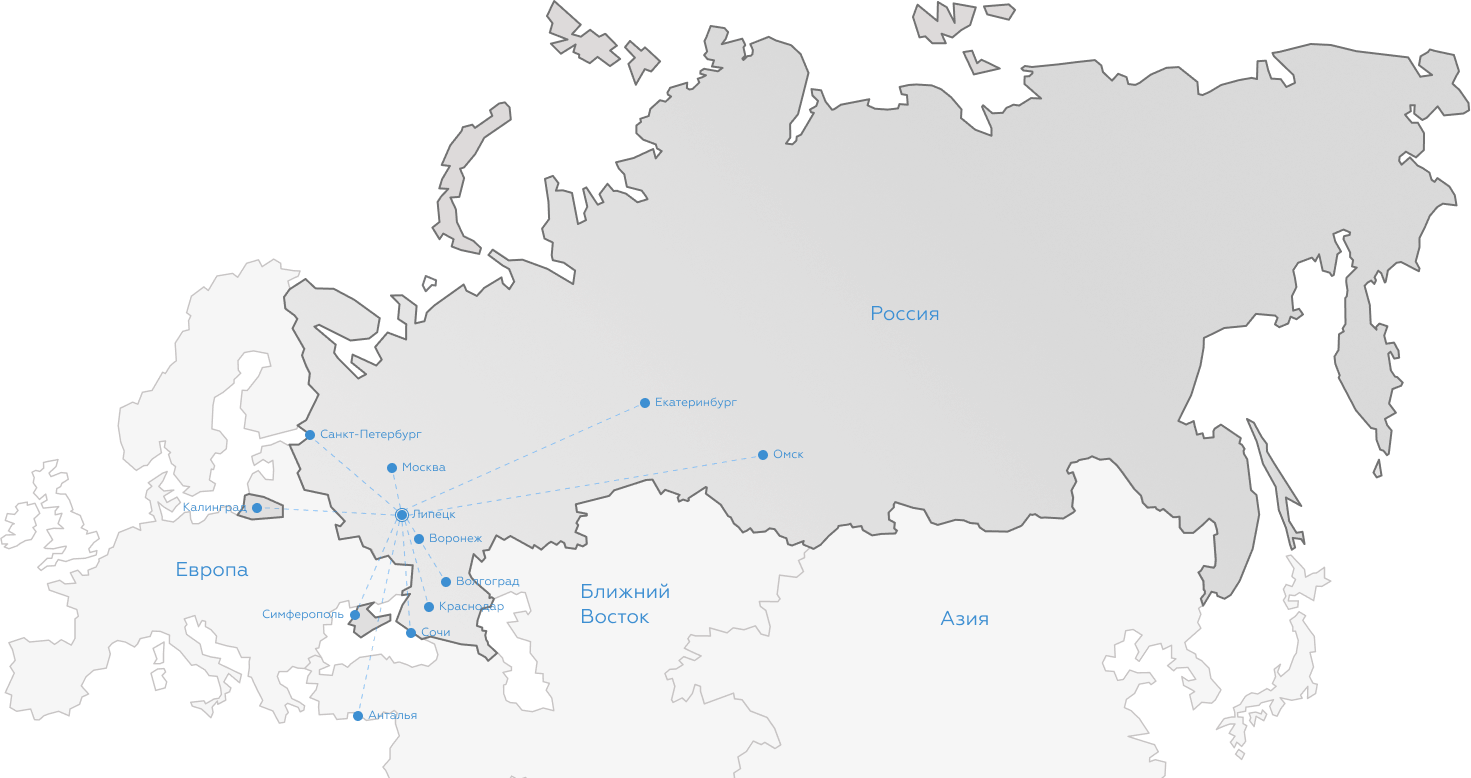 Россия
Екатеринбург
Санкт-Петербург
Омск
Москва
Калининград
Липецк
Воронеж
Европа
Волгоград
Ближний
Восток
Краснодар
Симферополь
Азия
Сочи
Анталья